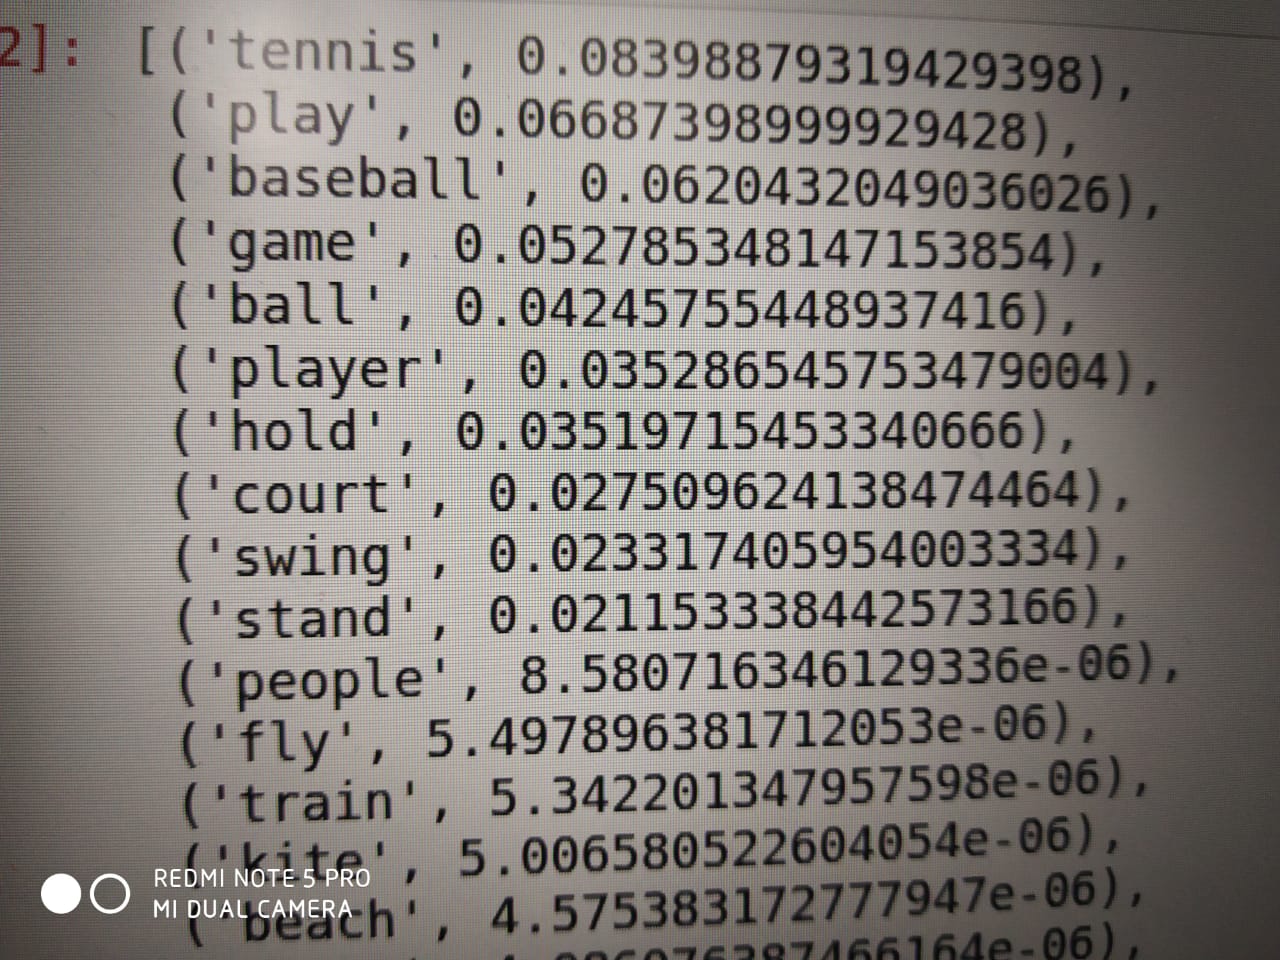 2]: [('tennis', 0.08398879319429398),
('play', 0.06687398999929428),
('baseball', 0.0620432049036026),
('game', 0.052785348147153854),
('ball', 0.04245755448937416),
('player', 0.035286545753479004),
('hold', 0.03519715453340666),
('court', 0.027509624138474464),
('swing', 0.023317405954003334),
('stand', 0.021153338442573166),
('people', 8.580716346129336e-06),
('fly', 5.497896381712053e-06),
('train', 5.342201347957598e-06),
('kite', 5.006580522604054e-06),
('beach', 4.575383172777947e-06),
REDMI NOTE 5 PRO
MI DUAL CAMERA